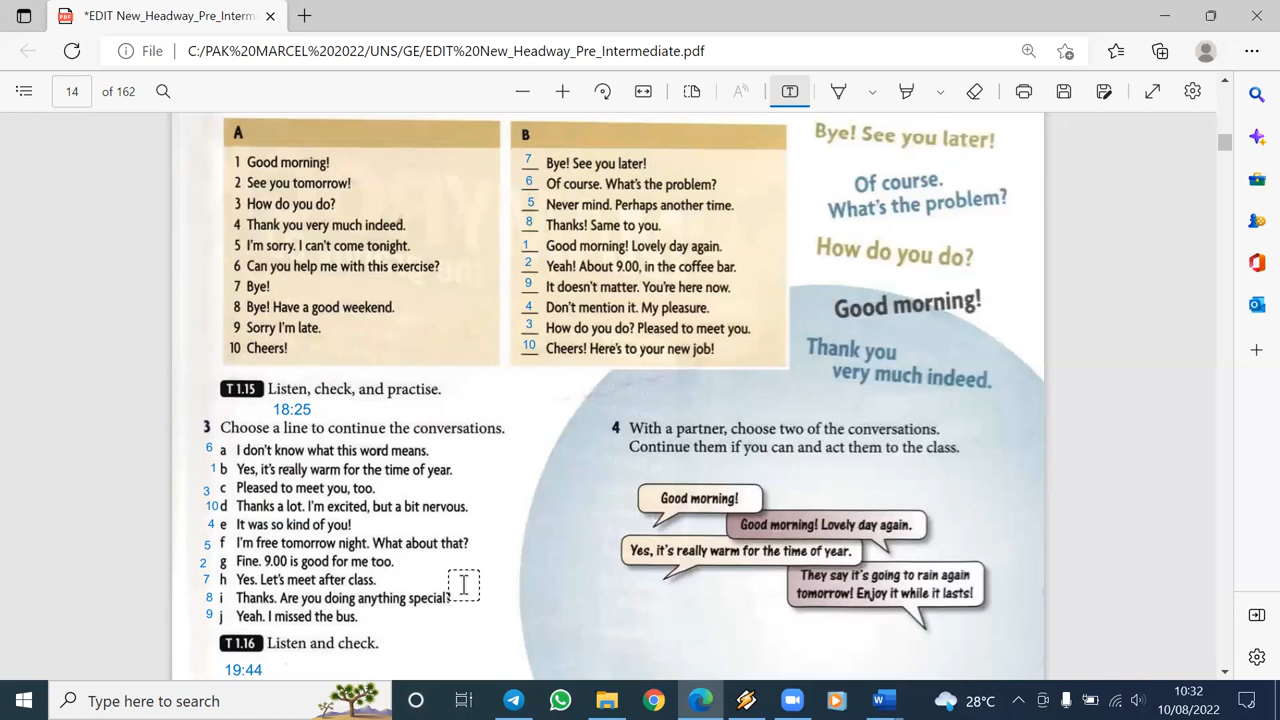 *EDIT New_Headway_Pre_Interm
File
C:/PAK%20MARCEL%202022/UNS/GE/EDIT%20New_Headway_Pre_Intermediate.pdf
14 of 162
A
1 Good morning!
2 See you tomorrow!
3 How do you do?
4 Thank you very much indeed.
5 I'm sorry. I can't come tonight.
6 Can you help me with this exercise?
7 Bye!
8 Bye! Have a good weekend.
9 Sorry I'm late.
10 Cheers!
B
7 Bye! See you later!
6 Of course. What's the problem?
5 Never mind. Perhaps another time.
8 Thanks! Same to you.
1 Good morning! Lovely day again.
2 Yeah! About 9.00, in the coffee bar.
9 It doesn't matter. You're here now.
4 Don't mention it. My pleasure.
3 How do you do? Pleased to meet you.
10 Cheers! Here's to your new job!
Bye! See you later!
Of course.
What's the problem?
How do you do?
Good morning!
Thank you
very much indeed.
T 1.15 Listen, check, and practise.
18:25
3 Choose a line to continue the conversations.
6 a I don't know what this word means.
1 b Yes, it's really warm for the time of year.
3 c Pleased to meet you, too.
10 d Thanks a lot. I'm excited, but a bit nervous.
4 e It was so kind of you!
5 f I'm free tomorrow night. What about that?
2 g Fine. 9.00 is good for me too.
7 h Yes. Let's meet after class.
8 i Thanks. Are you doing anything special?
9 j Yeah. I missed the bus.
T 1.16 Listen and check.
19:44
4 With a partner, choose two of the conversations.
Continue them if you can and act them to the class.
Good morning!
Good morning! Lovely day again.
Yes, it's really warm for the time of year.
They say it's going to rain again
tomorrow! Enjoy it while it lasts!
Type here to search
28°C
10:32
10/08/2022